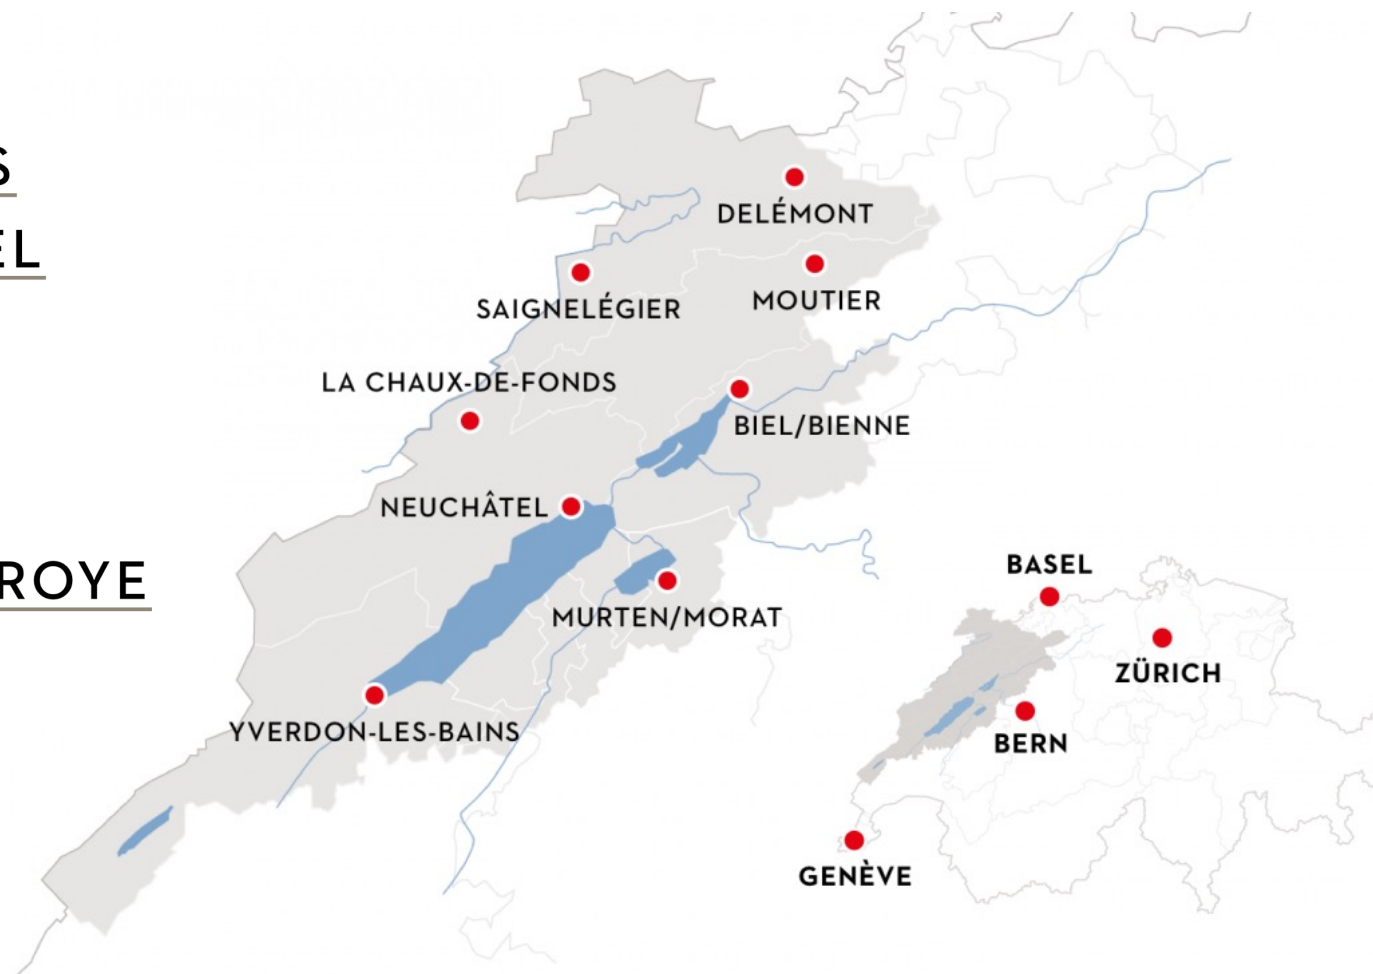 S
EL
ROYE
DELÉMONT
SAIGNELÉGIER
MOUTIER
LA CHAUX-DE-FONDS
BIEL/BIENNE
NEUCHÂTEL
MURTEN/MORAT
YVERDON-LES-BAINS
BASEL
ZÜRICH
BERN
GENÈVE